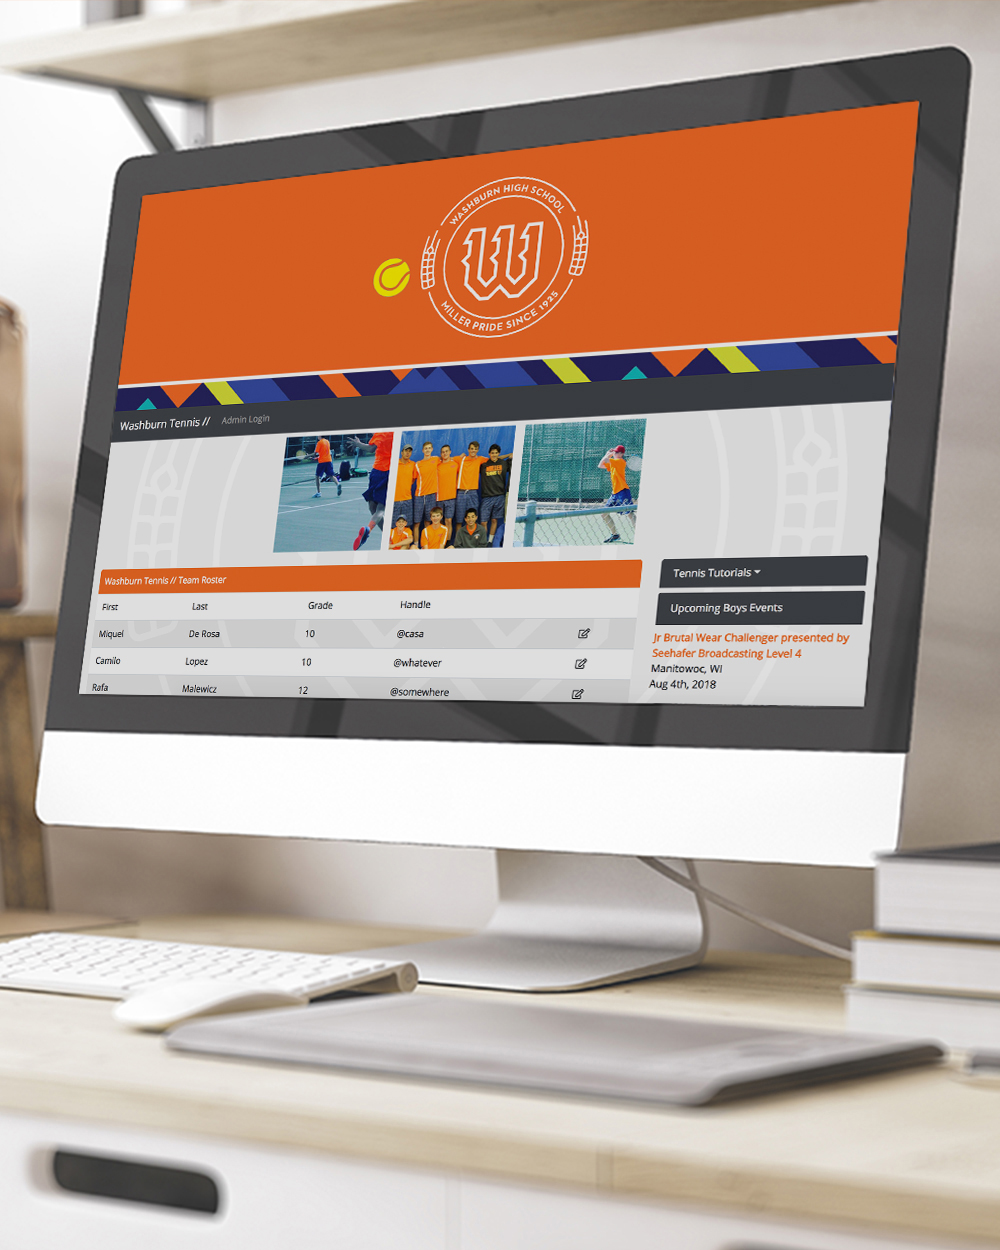 WASHBURN HIGH SCHOOL
W
MILLER PRIDE SINCE 1925
Washburn Tennis // Admin Login
Washburn Tennis // Team Roster
First Last Grade Handle
Miquel De Rosa 10 @casa
Camilo Lopez 10 @whatever
Rafa Malewicz 12 @somewhere
Tennis Tutorials
Upcoming Boys Events
Jr Brutal Wear Challenger presented by
Seehafer Broadcasting Level 4
Manitowoc, WI
Aug 4th, 2018